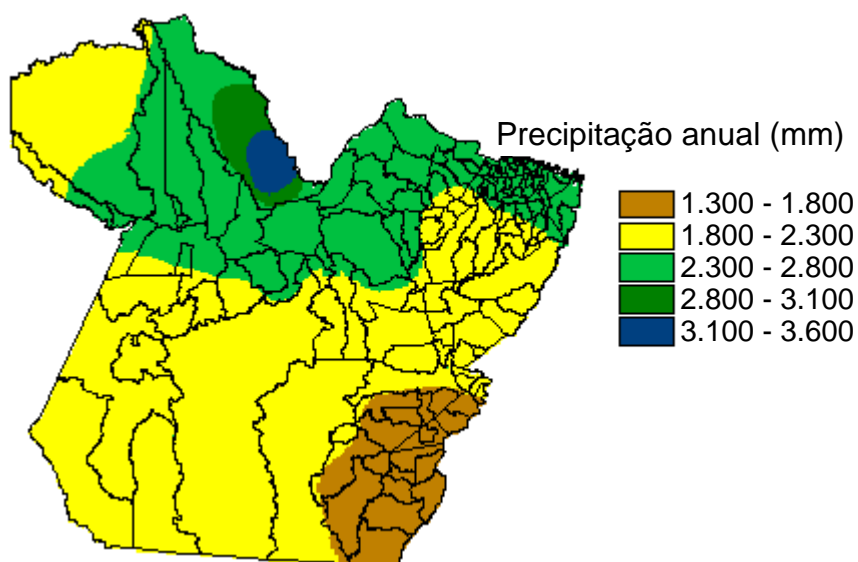 Precipitação anual (mm)
1.300 - 1.800
1.800 - 2.300
2.300 - 2.800
2.800 - 3.100
3.100 - 3.600